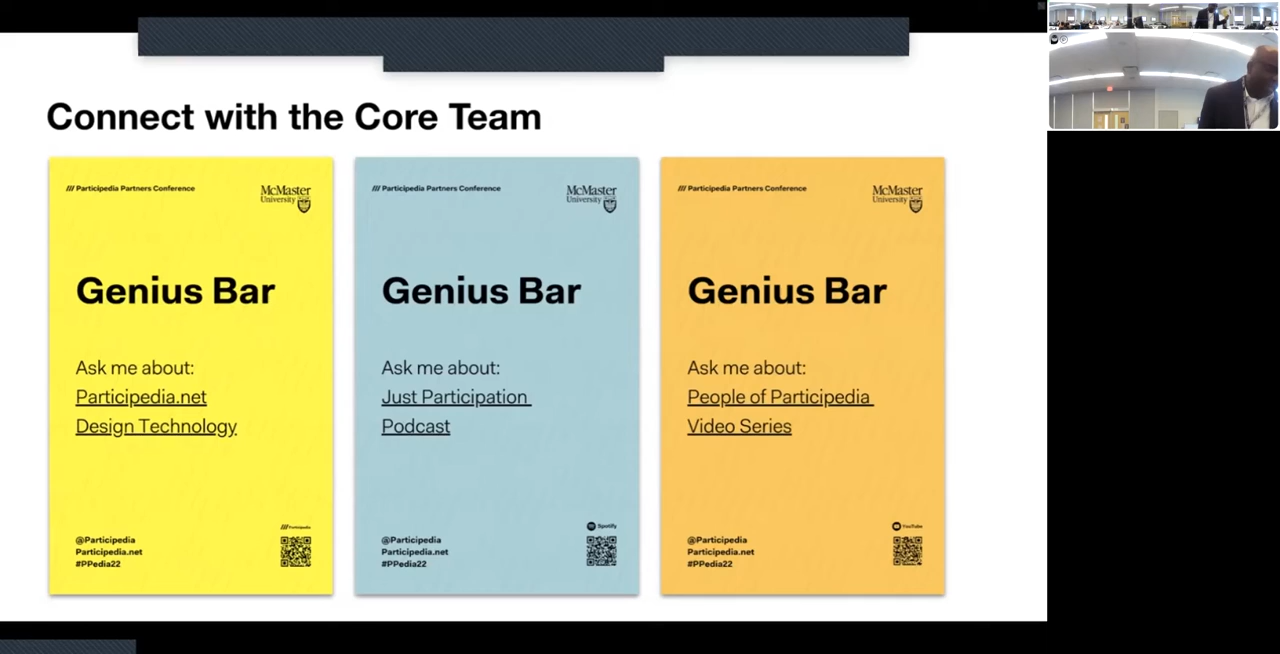 Connect with the Core Team
/// Participedia Partners Conference
McMaster
University
Genius Bar
Ask me about:
Participedia.net
Design Technology
/// Participedia
@Participedia
Participedia.net
#PPedia22
/// Participedia Partners Conference
McMaster
University
Genius Bar
Ask me about:
Just Participation
Podcast
Spotify
@Participedia
Participedia.net
#PPedia22
/// Participedia Partners Conference
McMaster
University
Genius Bar
Ask me about:
People of Participedia
Video Series
YouTube
@Participedia
Participedia.net
#PPedia22